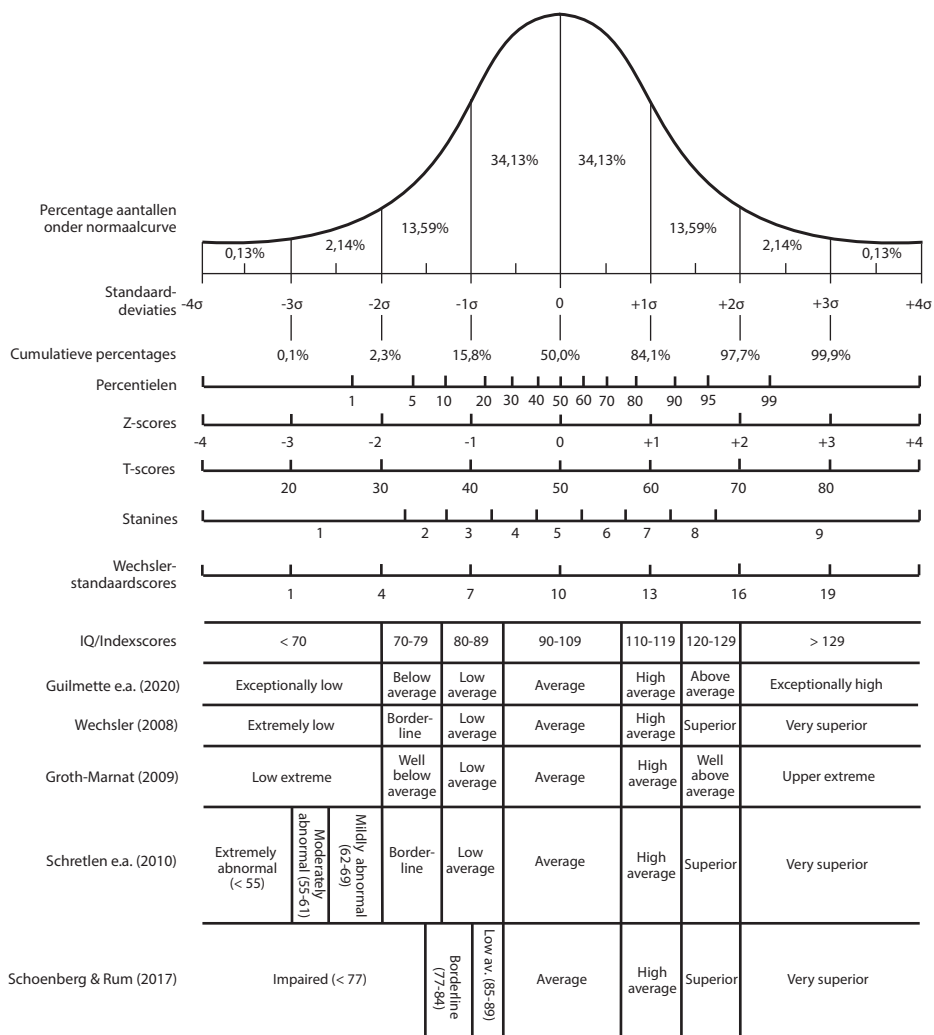 34,13% 34,13%
Percentage aantallen
onder normaalcurve
13,59% 13,59%
0,13% 2,14% 2,14% 0,13%
Standaard-
deviaties
-4σ -3σ -2σ -1σ 0 +1σ +2σ +3σ +4σ
Cumulatieve percentages 0,1% 2,3% 15,8% 50,0% 84,1% 97,7% 99,9%
Percentielen
1 5 10 20 30 40 50 60 70 80 90 95 99
Z-scores
-4 -3 -2 -1 0 +1 +2 +3 +4
T-scores
20 30 40 50 60 70 80
Stanines
1 2 3 4 5 6 7 8 9
Wechsler-
standaardscores
1 4 7 10 13 16 19
IQ/Indexscores < 70 70-79 80-89 90-109 110-119 120-129 > 129
Guilmette e.a. (2020)
Exceptionally low
Below
average
Low
average
Average
High
average
Above
average
Exceptionally high
Wechsler (2008)
Extremely low
Border-
line
Low
average
Average
High
average
Superior
Very superior
Groth-Marnat (2009)
Low extreme
Well
below
average
Low
average
Average
High
average
Well
above
average
Upper extreme
Schretlen e.a. (2010)
Extremely
abnormal
(< 55)
Moderately
abnormal (55-61)
Mildly abnormal
(62-69)
Border-
line
Low
average
Average
High
average
Superior
Very superior
Schoenberg & Rum (2017)
Impaired (< 77)
Borderline
(77-84)
Low av. (85-89)
Average
High
average
Superior
Very superior